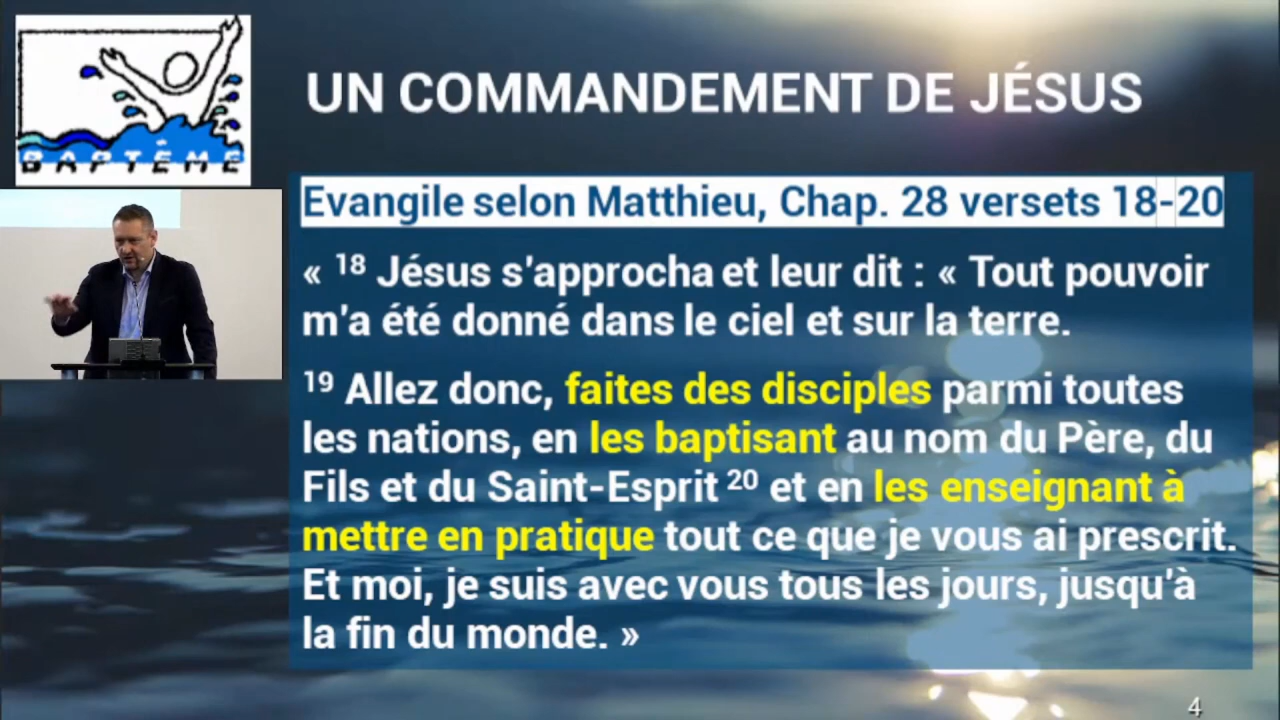 BAPTÊME
UN COMMANDEMENT DE JÉSUS
Evangile selon Matthieu, Chap. 28 versets 18-20
« 18 Jésus s'approcha et leur dit : « Tout pouvoir
m'a été donné dans le ciel et sur la terre.
19 Allez donc, faites des disciples parmi toutes
les nations, en les baptisant au nom du Père, du
Fils et du Saint-Esprit 20 et en les enseignant à
mettre en pratique tout ce que je vous ai prescrit.
Et moi, je suis avec vous tous les jours, jusqu'à
la fin du monde. »
4